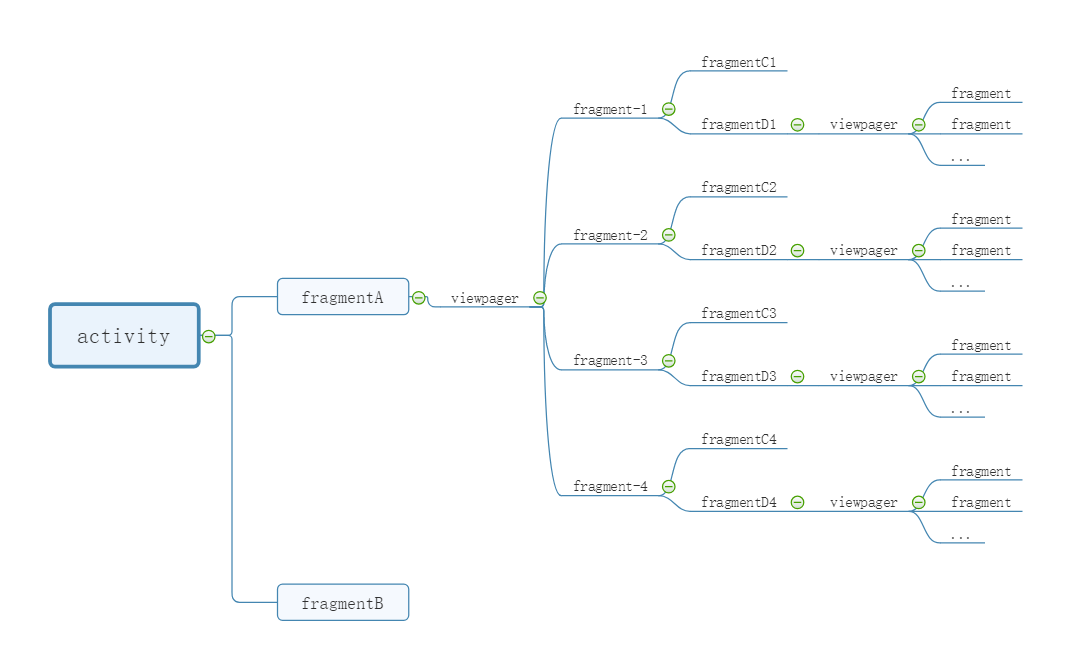 fragmentC1
fragment
fragment-1
fragmentD1 viewpager fragment
...
fragmentC2
fragment
fragment-2
fragmentD2 viewpager fragment
...
fragmentA viewpager
fragmentC3
activity
fragment
fragment-3
fragmentD3 viewpager fragment
...
fragmentC4
fragment
fragment-4
fragmentD4 viewpager fragment
...
fragmentB